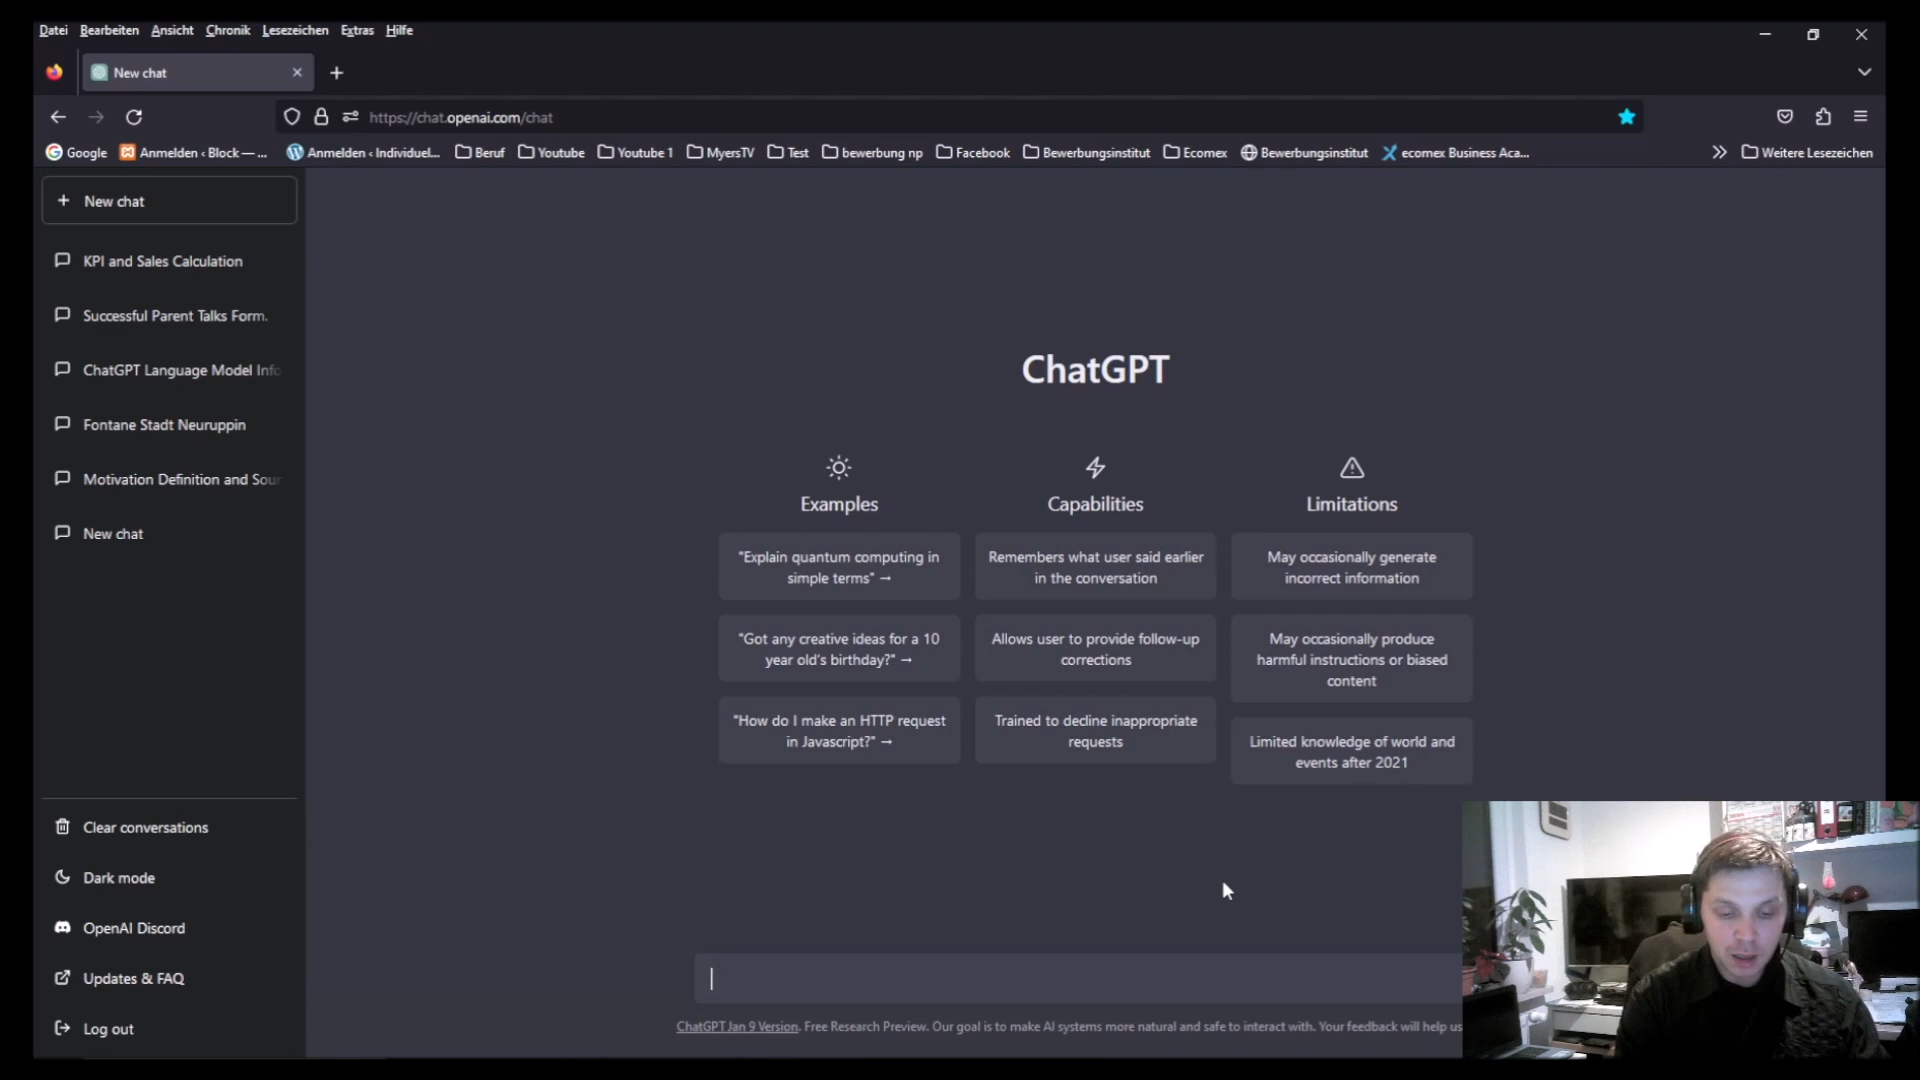 Datei Bearbeiten Ansicht Chronik Lesezeichen Extras Hilfe
New chat
https://chat.openai.com/chat
Google Anmelden ‹ Block — ... Anmeldem ‹ Individuel... Beruf Youtube Youtube 1 MyersTV Test bewerbung np Facebook Bewerbungsinstitut Ecomex Bewerbungsinstitut ecomex Business Aca... Weitere Lesezeichen
+ New chat
KPI and Sales Calculation
Successful Parent Talks Form.
ChatGPT Language Model Info
Fontane Stadt Neuruppin
Motivation Definition and Sour
New chat
Clear conversations
Dark mode
OpenAI Discord
Updates & FAQ
Log out
ChatGPT
Examples
"Explain quantum computing in
simple terms" →
"Got any creative ideas for a 10
year old's birthday?" →
"How do I make an HTTP request
in Javascript?" →
Capabilities
Remembers what user said earlier
in the conversation
Allows user to provide follow-up
corrections
Trained to decline inappropriate
requests
Limitations
May occasionally generate
incorrect information
May occasionally produce
harmful instructions or biased
content
Limited knowledge of world and
events after 2021
ChatGPT Jan 9 Version. Free Research Preview. Our goal is to make AI systems more natural and safe to interact with. Your feedback will help us